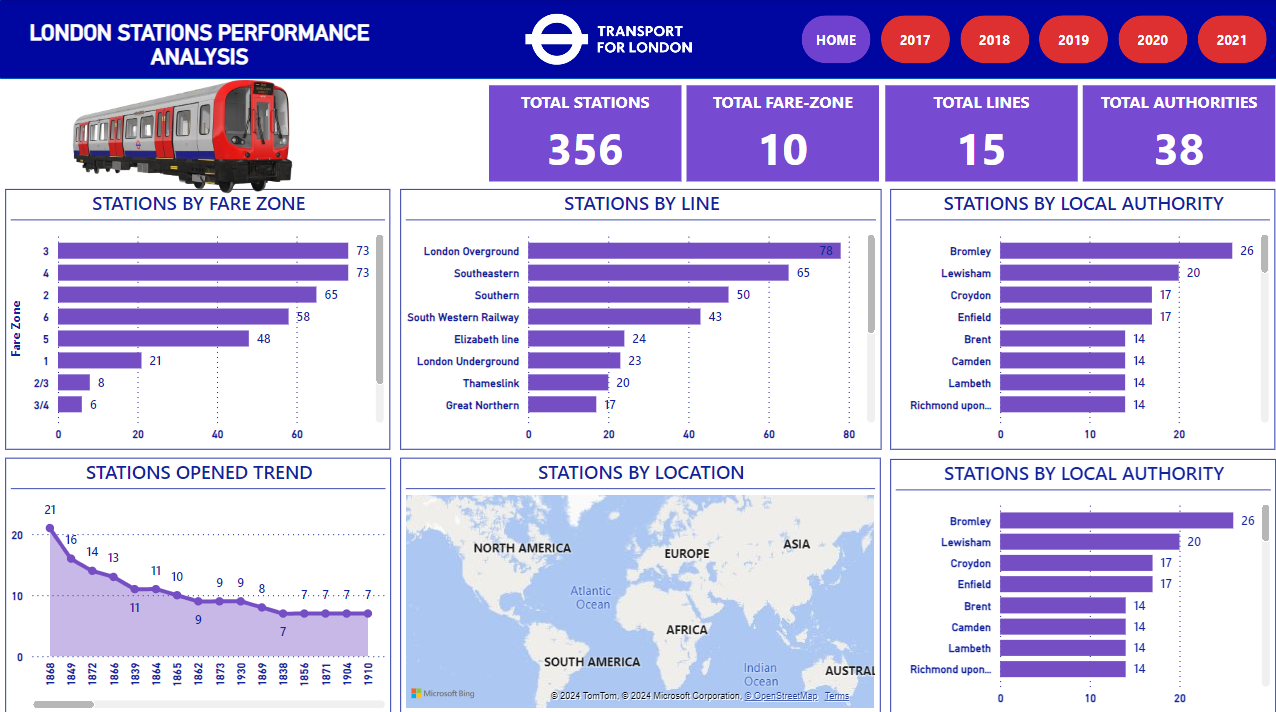 LONDON STATIONS PERFORMANCE
ANALYSIS
TRANSPORT
FOR LONDON
HOME
2017
2018
2019
2020
2021
TOTAL STATIONS
356
TOTAL FARE-ZONE
10
TOTAL LINES
15
TOTAL AUTHORITIES
38
STATIONS BY FARE ZONE
Fare Zone
3 73
4 73
2 65
6 58
5 48
1 21
2/3 8
3/4 6
0 20 40 60
STATIONS BY LINE
London Overground 78
Southeastern 65
Southern 50
South Western Railway 43
Elizabeth line 24
London Underground 23
Thameslink 20
Great Northern 17
0 20 40 60 80
STATIONS BY LOCAL AUTHORITY
Bromley 26
Lewisham 20
Croydon 17
Enfield 17
Brent 14
Camden 14
Lambeth 14
Richmond upon... 14
0 10 20
STATIONS OPENED TREND
20
10
0
21 16 14 13 11 11 10 9 9 9 8 7 7 7 7 7
1868 1849 1872 1866 1839 1864 1865 1862 1873 1930 1869 1838 1856 1871 1904 1910
STATIONS BY LOCATION
NORTH AMERICA
EUROPE
ASIA
Atlantic
Ocean
AFRICA
SOUTH AMERICA
Indian
Ocean
AUSTRAL
Microsoft Bing
© 2024 TomTom, © 2024 Microsoft Corporation, © OpenStreetMap Terms
STATIONS BY LOCAL AUTHORITY
Bromley 26
Lewisham 20
Croydon 17
Enfield 17
Brent 14
Camden 14
Lambeth 14
Richmond upon... 14
0 10 20